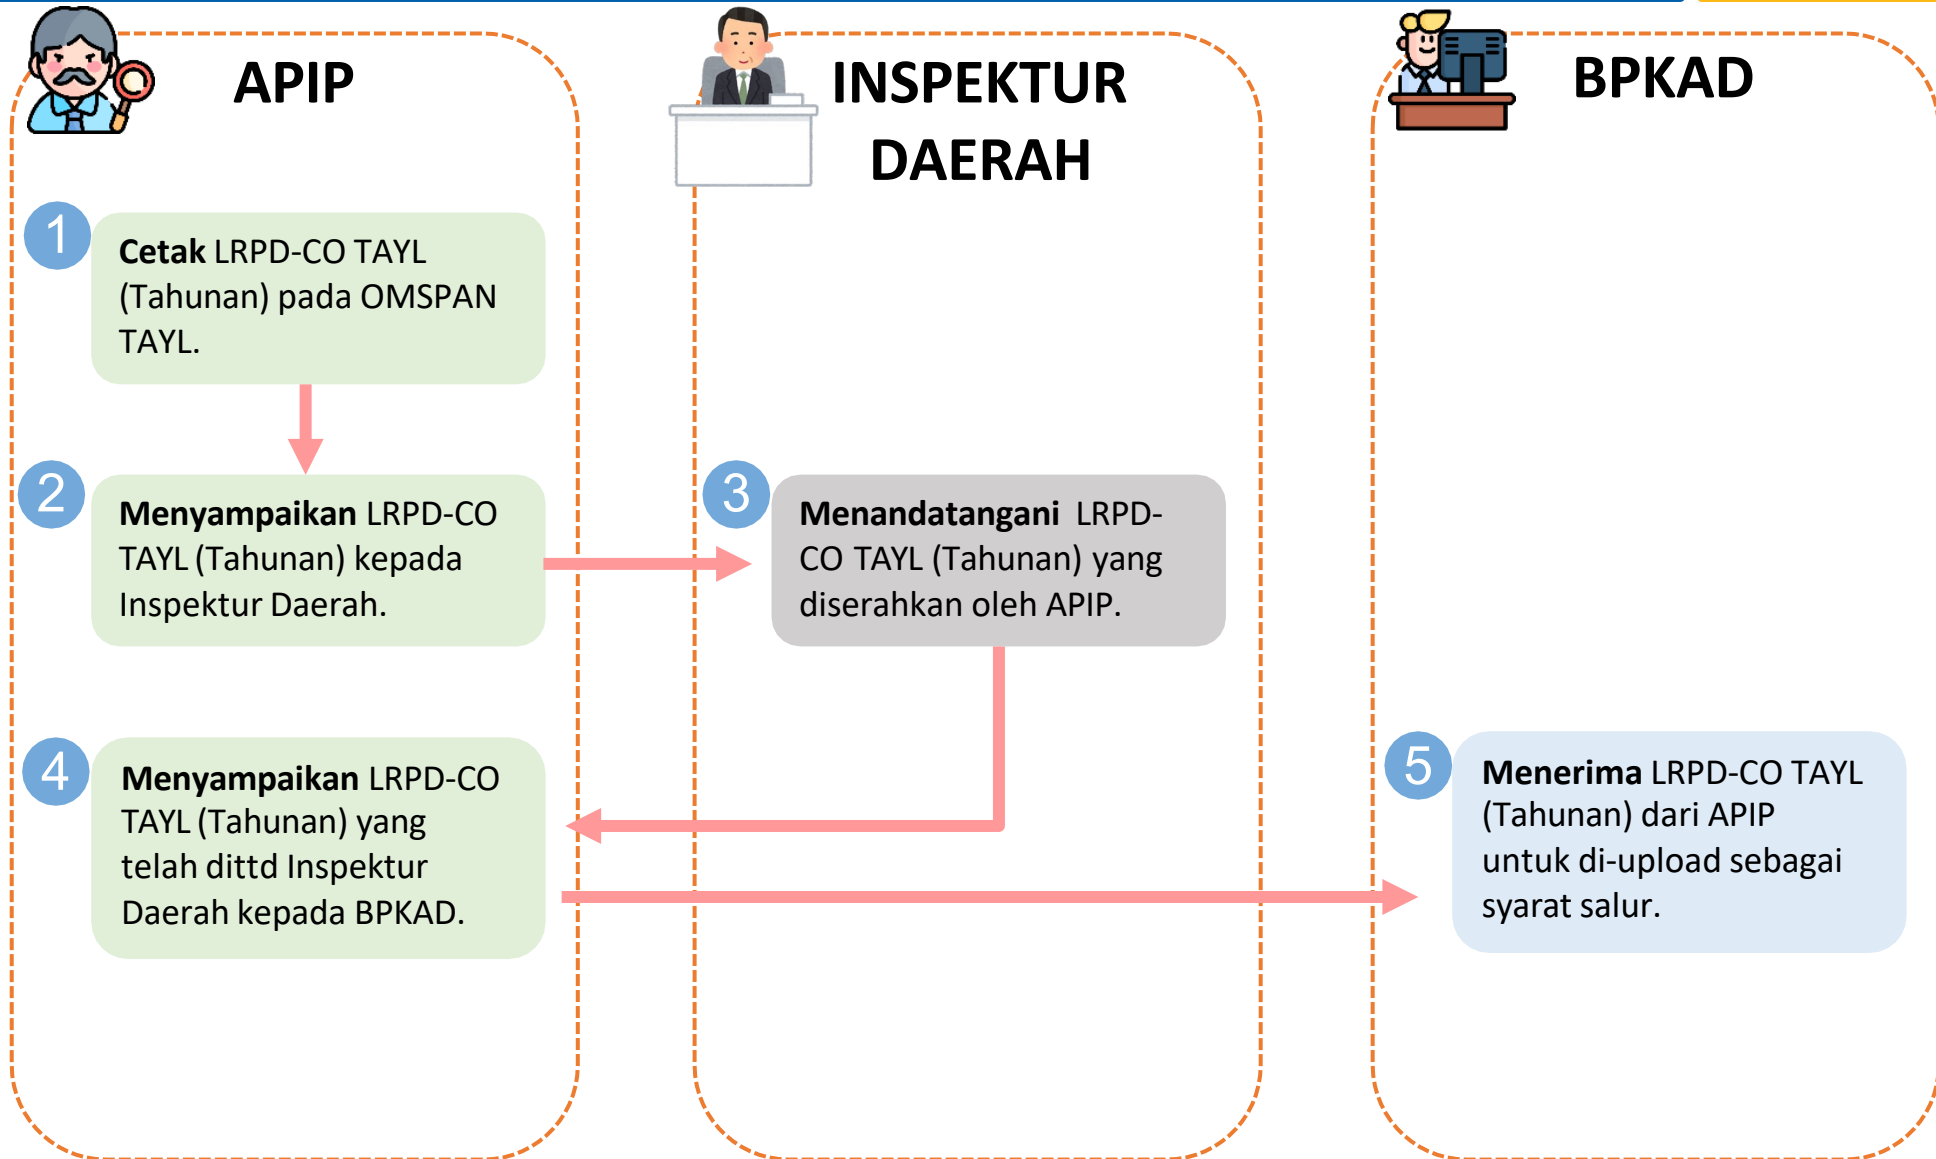 APIP
INSPEKTUR
DAERAH
BPKAD
1
Cetak LRPD-CO TAYL
(Tahunan) pada OMSPAN
TAYL.
2
Menyampaikan LRPD-CO
TAYL (Tahunan) kepada
Inspektur Daerah.
3
Menandatangani LRPD-
CO TAYL (Tahunan) yang
diserahkan oleh APIP.
4
Menyampaikan LRPD-CO
TAYL (Tahunan) yang
telah dittd Inspektur
Daerah kepada BPKAD.
5
Menerima LRPD-CO TAYL
(Tahunan) dari APIP
untuk di-upload sebagai
syarat salur.